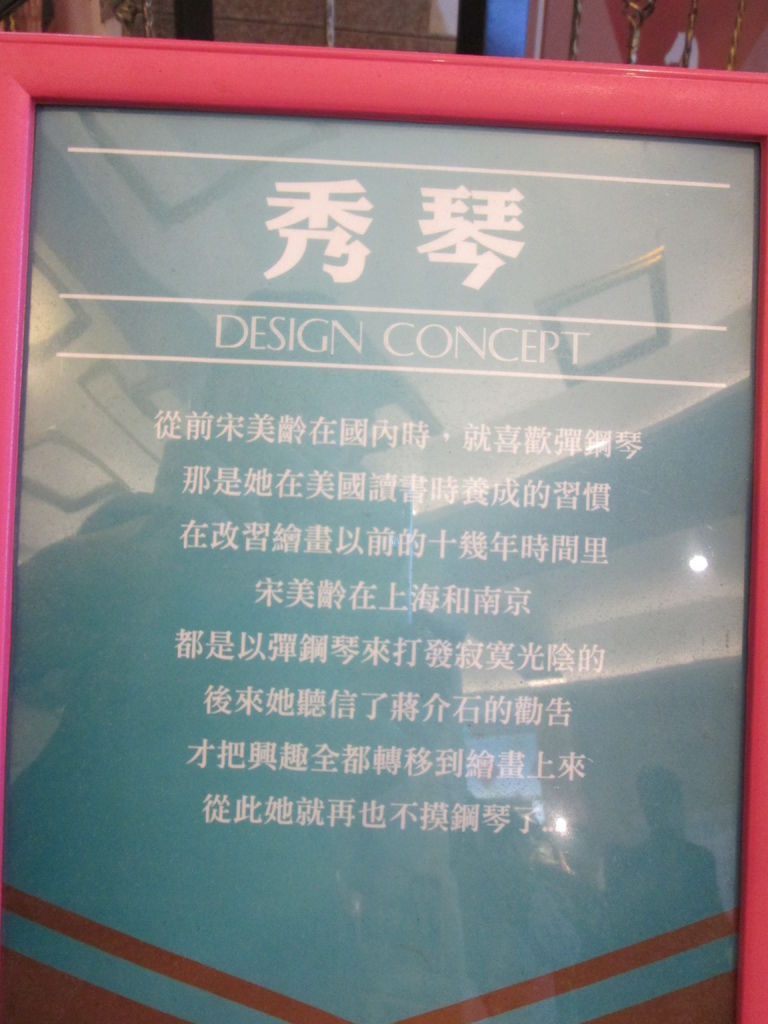 秀琴
DESIGN CONCEPT
從前宋美齡在國內時，就喜歡彈鋼琴
那是她在美國讀書時養成的習慣
在改習繪畫以前的十幾年時間里
宋美齡在上海和南京
都是以彈鋼琴來打發寂寞光陰的
後來她聽信了蔣介石的勸告
才把興趣全都轉移到繪畫上來
從此她就再也不摸鋼琴了...